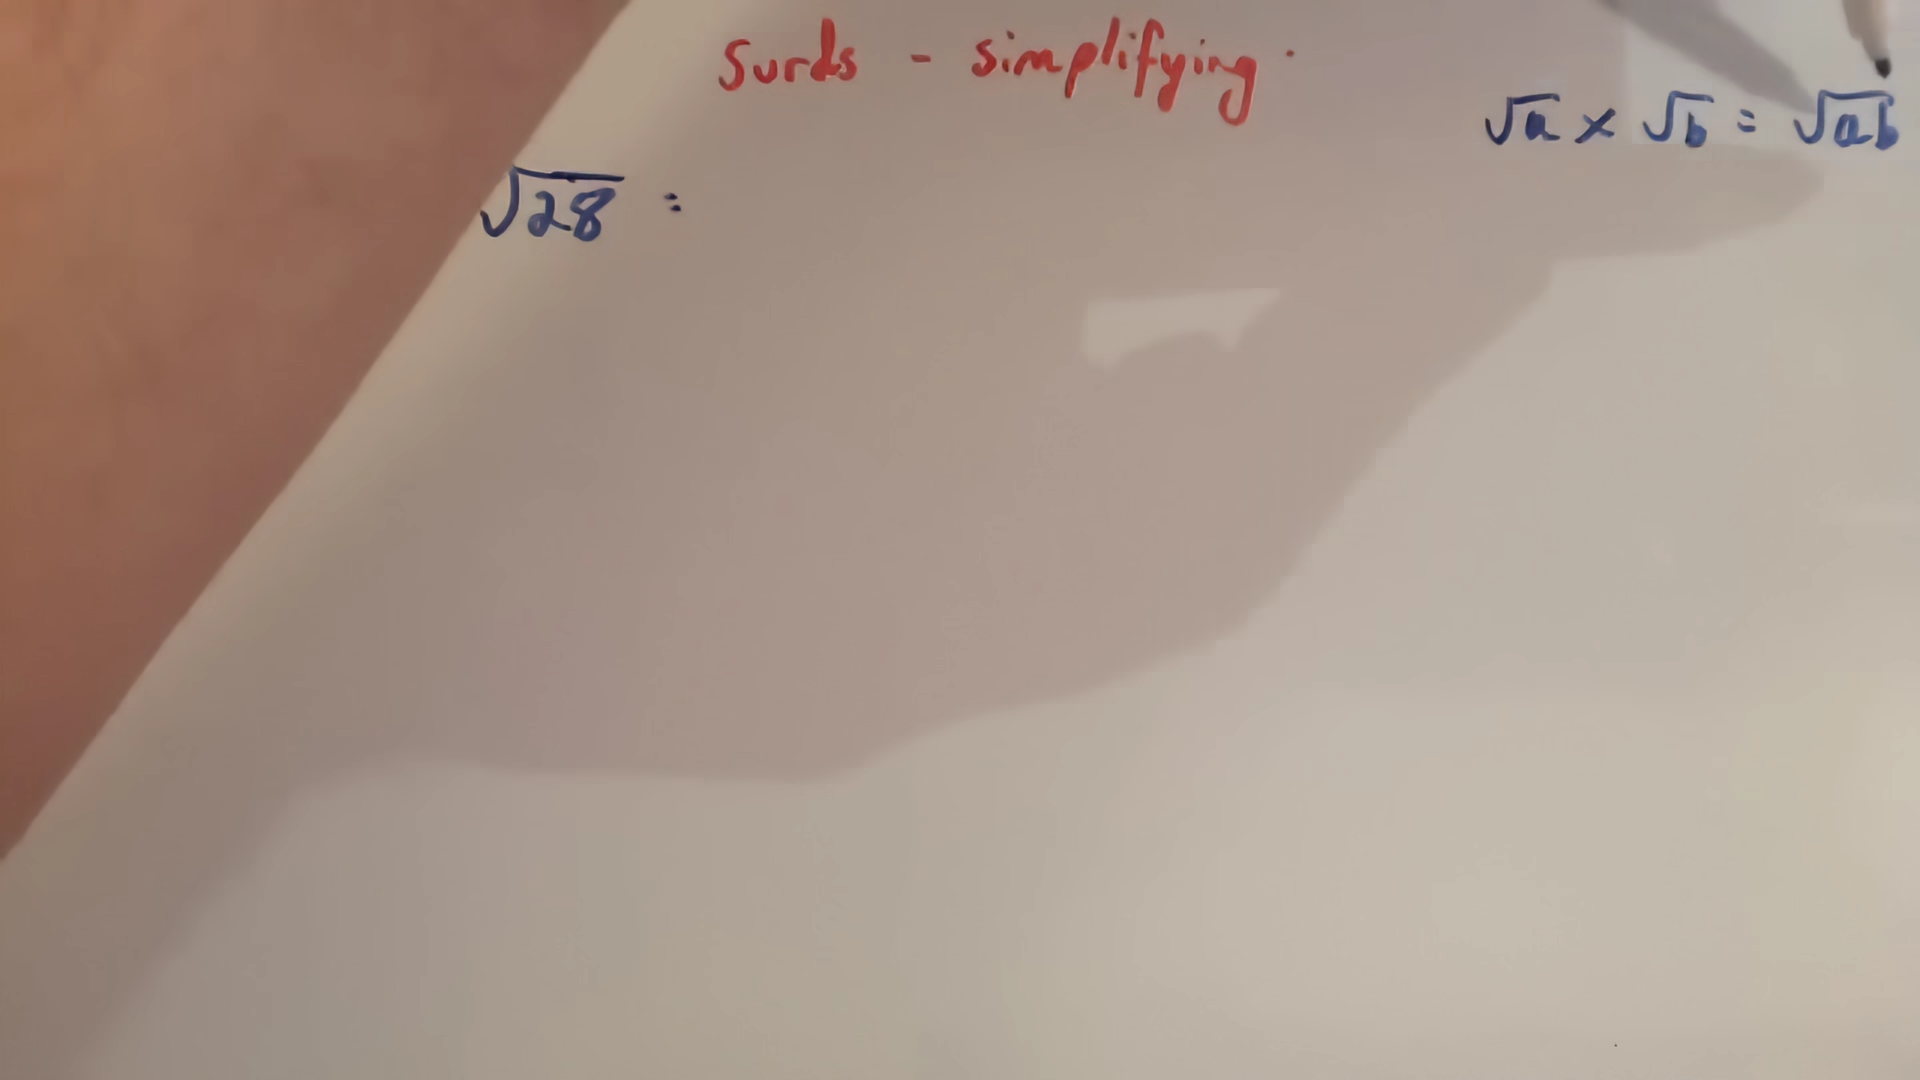 Surds - simplifying.
√a × √b = √ab
√28 =